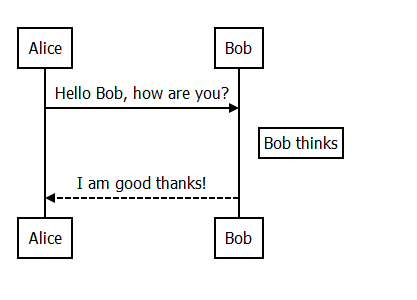 Alice
Bob
Hello Bob, how are you?
Bob thinks
I am good thanks!
Alice
Bob